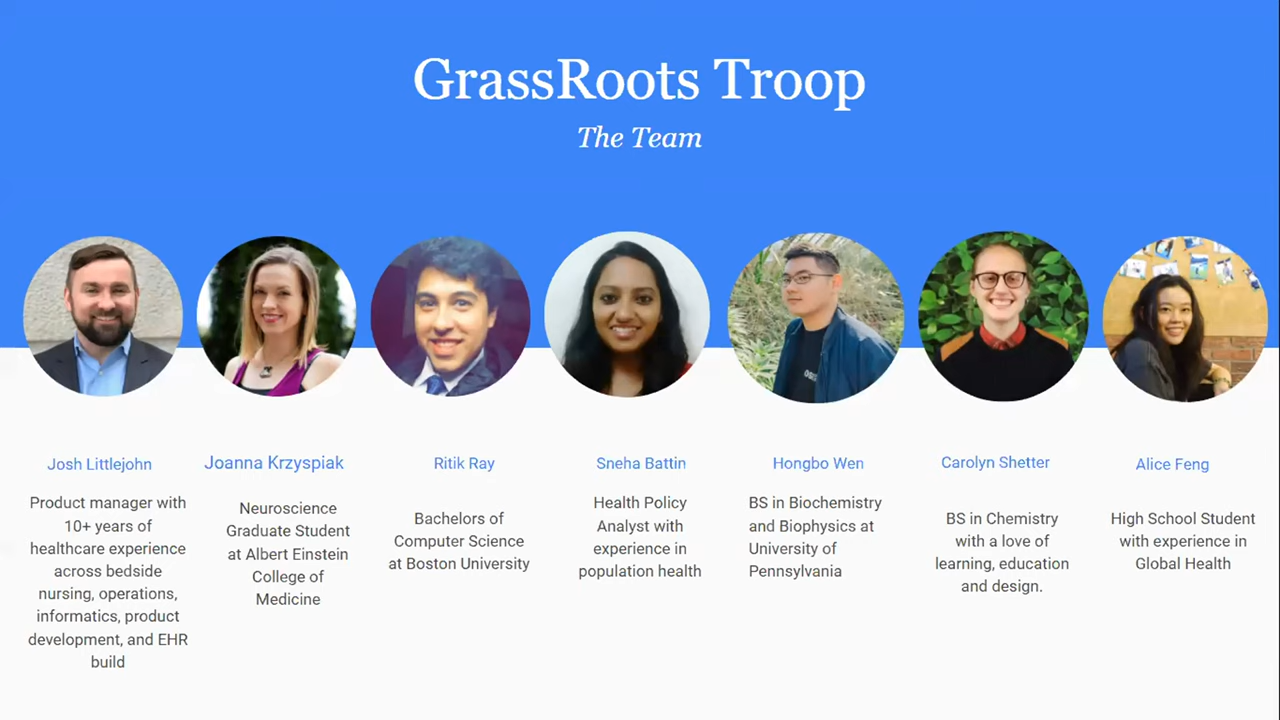 GrassRoots Troop
The Team
Josh Littlejohn
Product manager with
10+ years of
healthcare experience
across bedside
nursing, operations,
informatics, product
development, and EHR
build
Joanna Krzyspiak
Neuroscience
Graduate Student
at Albert Einstein
College of
Medicine
Ritik Ray
Bachelors of
Computer Science
at Boston University
Sneha Battin
Health Policy
Analyst with
experience in
population health
Hongbo Wen
BS in Biochemistry
and Biophysics at
University of
Pennsylvania
Carolyn Shetter
BS in Chemistry
with a love of
learning, education
and design.
Alice Feng
High School Student
with experience in
Global Health